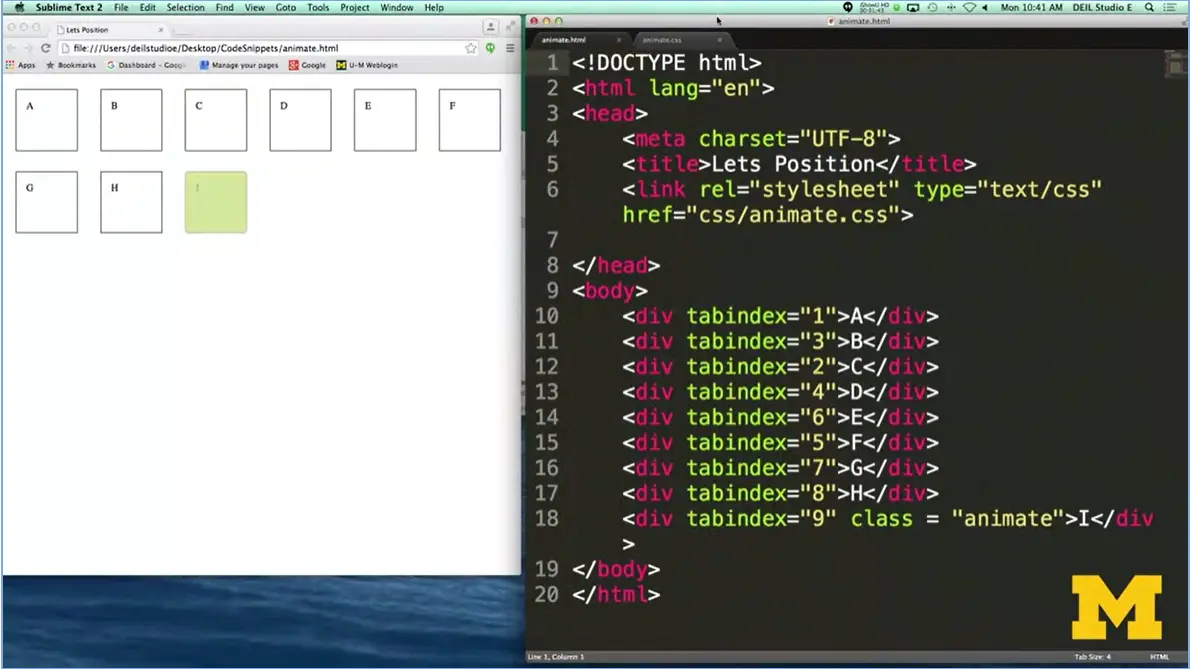 Sublime Text 2 File Edit Selection Find View Goto Tools Project Window Help
Mon 10:41 AM DEIL Studio E
Lets Position
file:///Users/deilstudioe/Desktop/CodeSnippets/animate.html
Apps Bookmarks Dashboard - Google Manage your pages Google U-M Weblogin
A B C D E F
G H I
animate.html
animate.html animate.css
1 <!DOCTYPE html>
2 <html lang="en">
3 <head>
4 <meta charset="UTF-8">
5 <title>Lets Position</title>
6 <link rel="stylesheet" type="text/css"
href="css/animate.css">
7
8 </head>
9 <body>
10 <div tabindex="1">A</div>
11 <div tabindex="3">B</div>
12 <div tabindex="2">C</div>
13 <div tabindex="4">D</div>
14 <div tabindex="6">E</div>
15 <div tabindex="5">F</div>
16 <div tabindex="7">G</div>
17 <div tabindex="8">H</div>
18 <div tabindex="9" class = "animate">I</div
>
19 </body>
20 </html>
M
Line 1, Column 1 Tab Size: 4 HTML